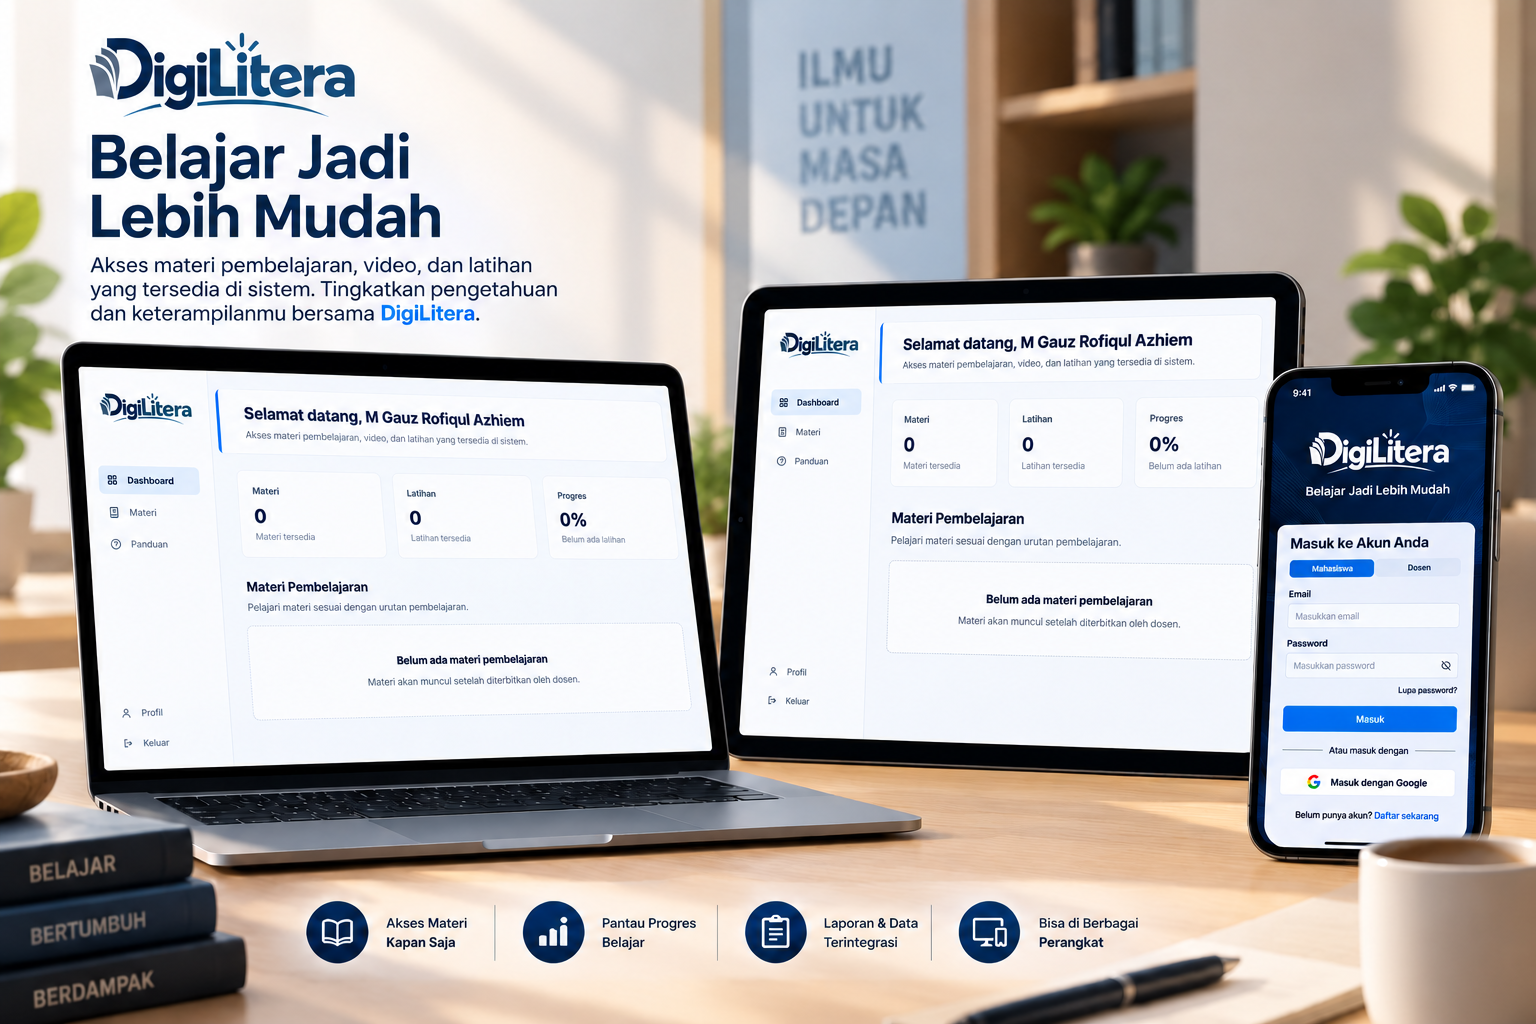 DigiLitera
Belajar Jadi
Lebih Mudah
Akses materi pembelajaran, video, dan latihan
yang tersedia di sistem. Tingkatkan pengetahuan
dan keterampilanmu bersama DigiLitera.
ILMU
UNTUK
MASA
DEPAN
DigiLitera
Dashboard
Materi
Panduan
Profil
Keluar
Selamat datang, M Gauz Rofiqul Azhiem
Akses materi pembelajaran, video, dan latihan yang tersedia di sistem.
Materi
0
Materi tersedia
Latihan
0
Latihan tersedia
Progres
0%
Belum ada latihan
Materi Pembelajaran
Pelajari materi sesuai dengan urutan pembelajaran.
Belum ada materi pembelajaran
Materi akan muncul setelah diterbitkan oleh dosen.
DigiLitera
Dashboard
Materi
Panduan
Profil
Keluar
Selamat datang, M Gauz Rofiqul Azhiem
Akses materi pembelajaran, video, dan latihan yang tersedia di sistem.
Materi
0
Materi tersedia
Latihan
0
Latihan tersedia
Progres
0%
Belum ada latihan
Materi Pembelajaran
Pelajari materi sesuai dengan urutan pembelajaran.
Belum ada materi pembelajaran
Materi akan muncul setelah diterbitkan oleh dosen.
9:41
DigiLitera
Belajar Jadi Lebih Mudah
Masuk ke Akun Anda
Mahasiswa
Dosen
Email
Masukkan email
Password
Masukkan password
Lupa password?
Masuk
Atau masuk dengan
Masuk dengan Google
Belum punya akun? Daftar sekarang
BELAJAR
BERTUMBUH
BERDAMPAK
Akses Materi
Kapan Saja
Pantau Progres
Belajar
Laporan & Data
Terintegrasi
Bisa di Berbagai
Perangkat